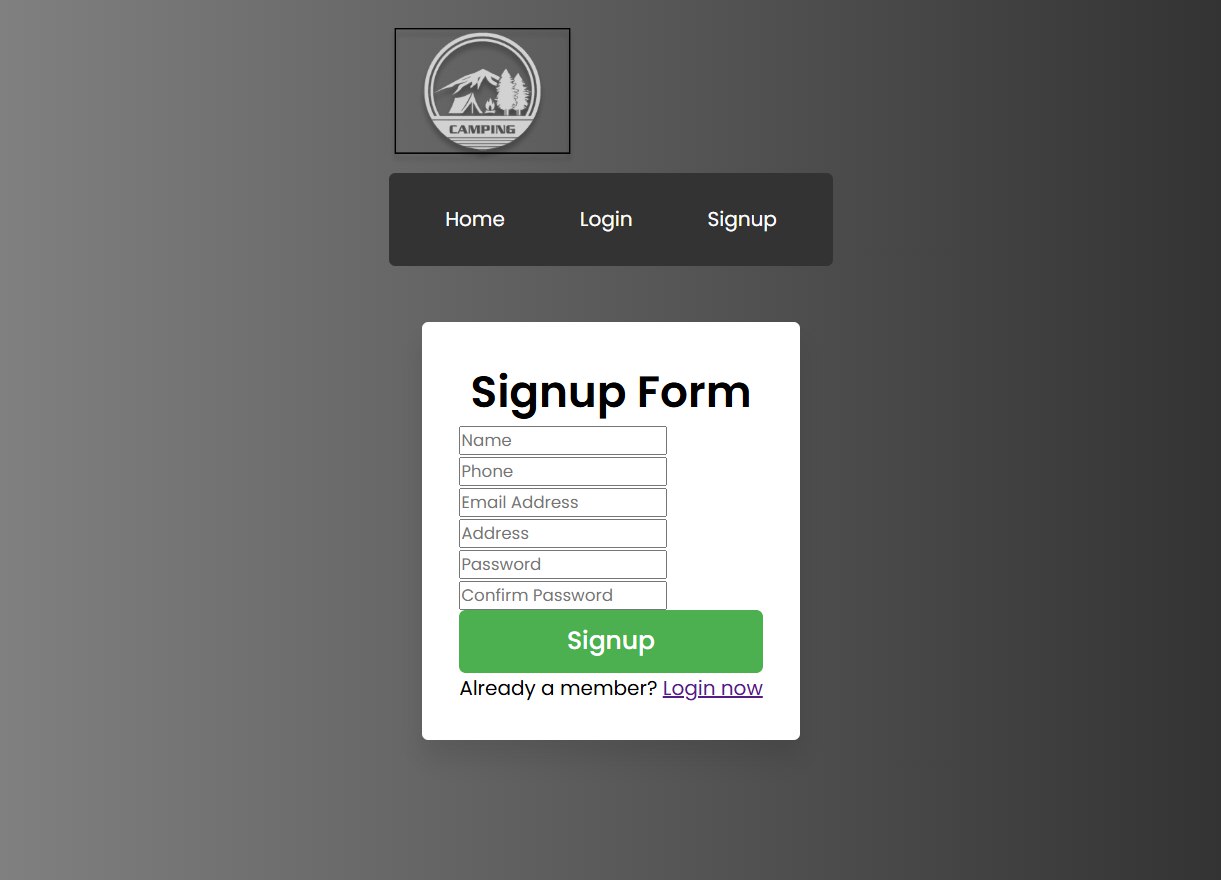 CAMPING
Home Login Signup
Signup Form
Name
Phone
Email Address
Address
Password
Confirm Password
Signup
Already a member? Login now